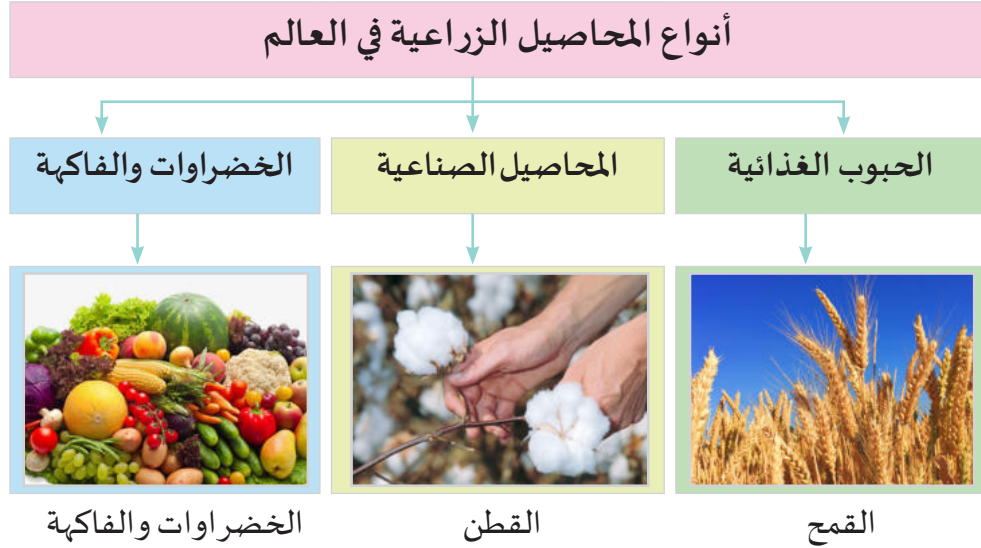 أنواع المحاصيل الزراعية في العالم
الحبوب الغذائية
المحاصيل الصناعية
الخضراوات والفاكهة
القمح
القطن
الخضراوات والفاكهة